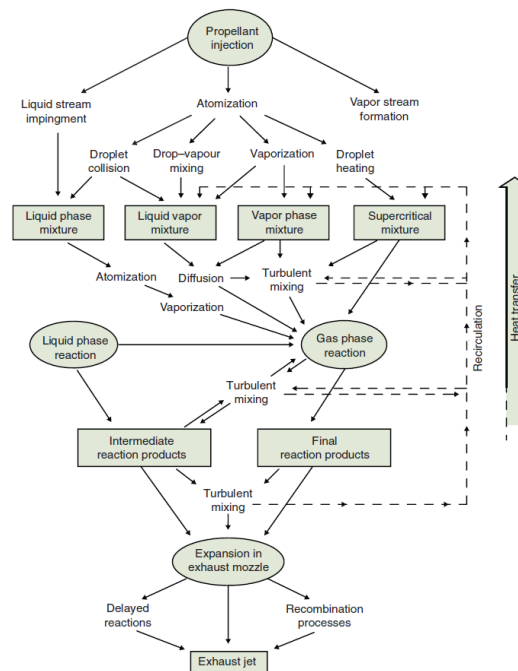 Propellant
injection
Liquid stream
impingment
Atomization
Vapor stream
formation
Droplet
collision
Drop–vapour
mixing
Vaporization
Droplet
heating
Liquid phase
mixture
Liquid vapor
mixture
Vapor phase
mixture
Supercritical
mixture
Atomization
Diffusion
Turbulent
mixing
Vaporization
Liquid phase
reaction
Gas phase
reaction
Turbulent
mixing
Intermediate
reaction products
Final
reaction products
Turbulent
mixing
Expansion in
exhaust mozzle
Delayed
reactions
Recombination
processes
Exhaust jet
Recirculation
Heat transfer